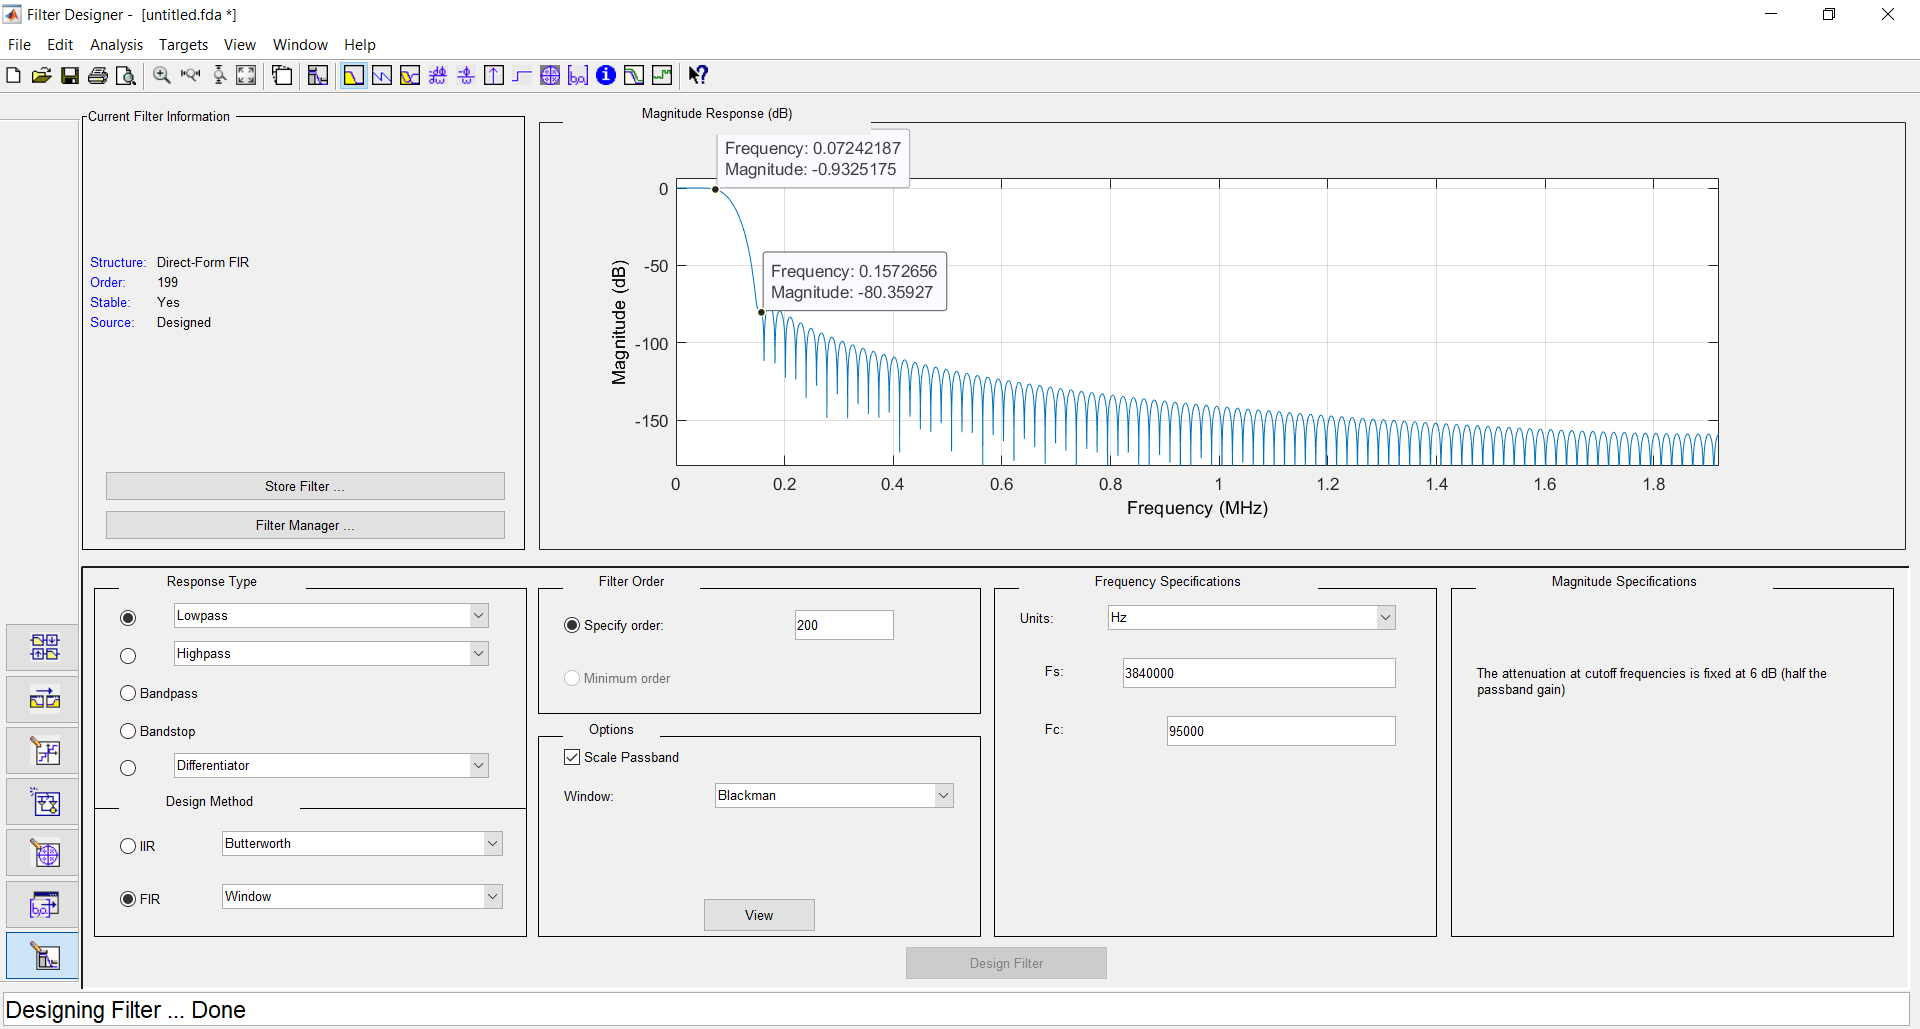 Filter Designer - [untitled.fda *]
File Edit Analysis Targets View Window Help
Current Filter Information
Structure: Direct-Form FIR
Order: 199
Stable: Yes
Source: Designed
Store Filter ...
Filter Manager ...
Magnitude Response (dB)
Frequency: 0.07242187
Magnitude: -0.9325175
Frequency: 0.1572656
Magnitude: -80.35927
Magnitude (dB)
0
-50
-100
-150
0 0.2 0.4 0.6 0.8 1 1.2 1.4 1.6 1.8
Frequency (MHz)
Response Type
Lowpass
Highpass
Bandpass
Bandstop
Differentiator
Design Method
IIR Butterworth
FIR Window
Filter Order
Specify order: 200
Minimum order
Options
Scale Passband
Window: Blackman
View
Frequency Specifications
Units: Hz
Fs: 3840000
Fc: 95000
Magnitude Specifications
The attenuation at cutoff frequencies is fixed at 6 dB (half the
passband gain)
Design Filter
Designing Filter ... Done